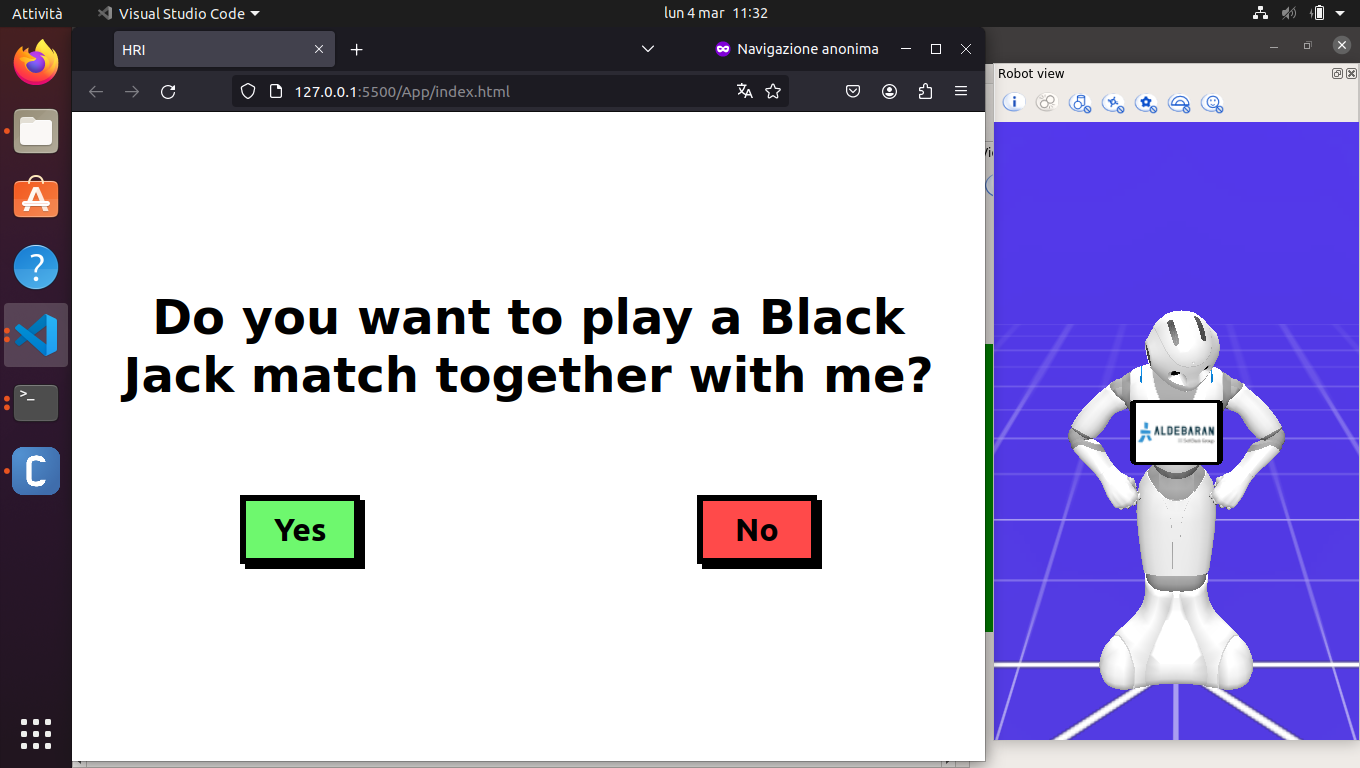 Attività
Visual Studio Code
lun 4 mar 11:32
HRI
Navigazione anonima
127.0.0.1:5500/App/index.html
Robot view
Do you want to play a Black
Jack match together with me?
Yes
No
ALDEBARAN